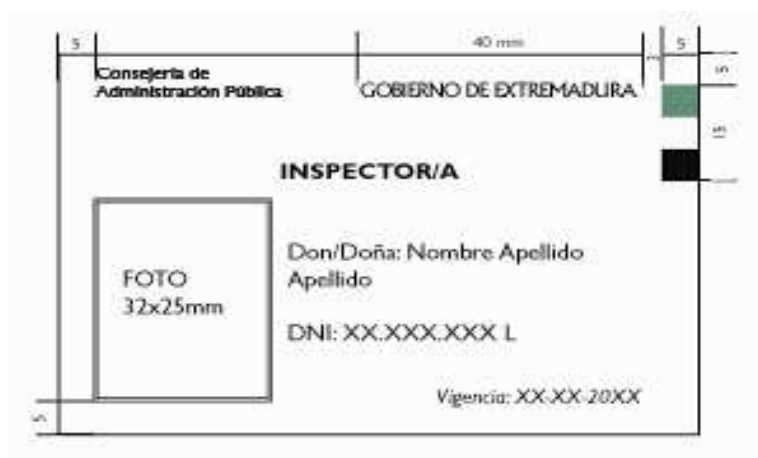 5
40 mm
5
Consejería de
Administración Pública
GOBIERNO DE EXTREMADURA
5
15
INSPECTOR/A
Don/Doña: Nombre Apellido
Apellido
FOTO
32x25mm
DNI: XX.XXX.XXX L
Vigencia: XX-XX-20XX
5